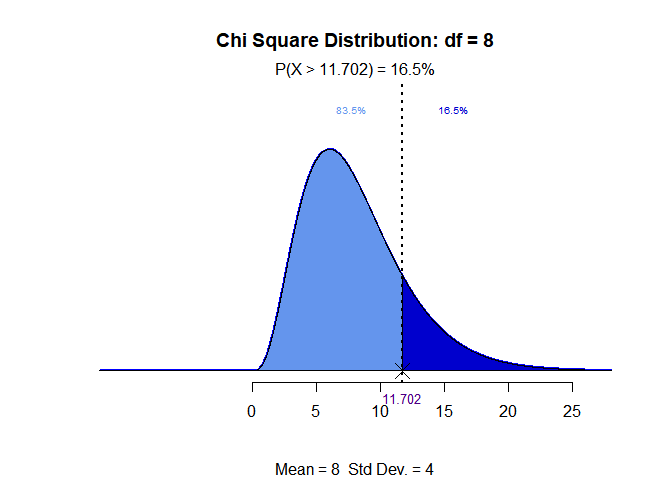 Chi Square Distribution: df = 8
P(X > 11.702) = 16.5%
83.5% 16.5%
0 5 10 15 20 25
11.702
Mean = 8 Std Dev. = 4